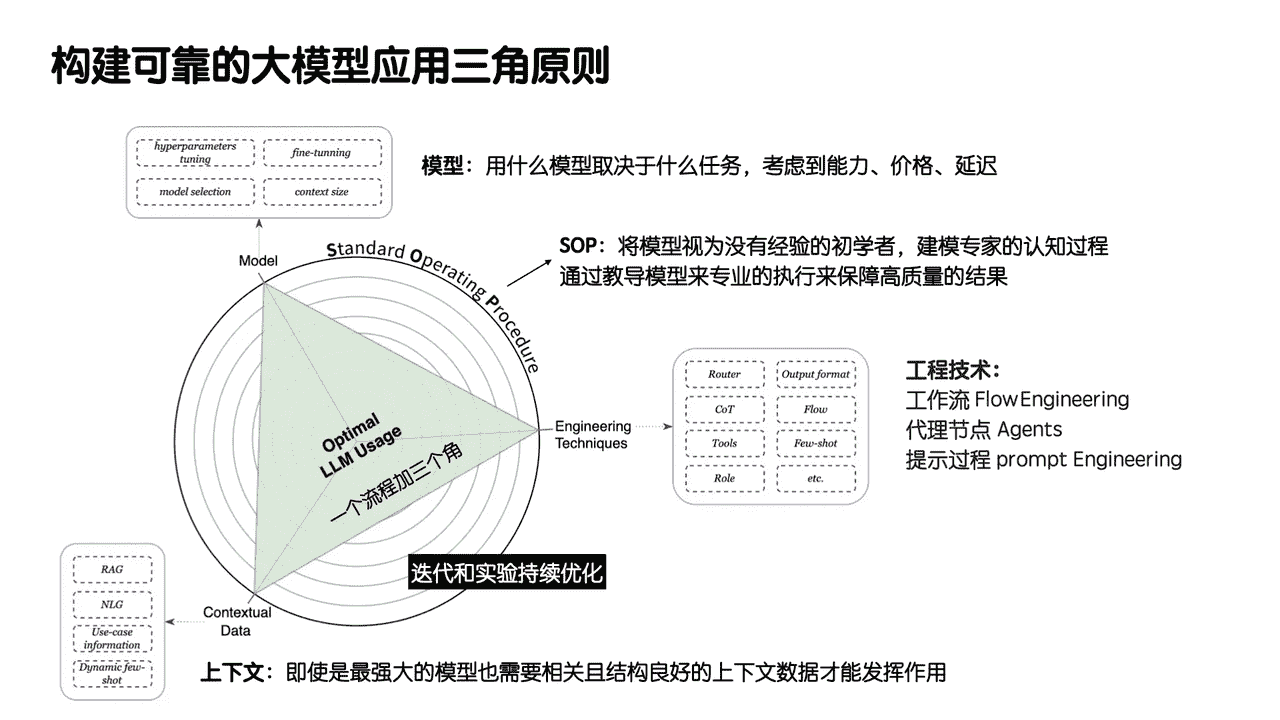 构建可靠的大模型应用三角原则
hyperparameters
tuning
fine-tunning
model selection
context size
模型：用什么模型取决于什么任务，考虑到能力、价格、延迟
Model
Standard Operating Procedure
SOP：将模型视为没有经验的初学者，建模专家的认知过程
通过教导模型来专业的执行来保障高质量的结果
Optimal
LLM Usage
一个流程加三个角
Engineering
Techniques
Router
Output format
CoT
Flow
Tools
Few-shot
Role
etc.
工程技术：
工作流 FlowEngineering
代理节点 Agents
提示过程 prompt Engineering
迭代和实验持续优化
RAG
NLG
Use-case
information
Dynamic few-
shot
Contextual
Data
上下文：即使是最强大的模型也需要相关且结构良好的上下文数据才能发挥作用